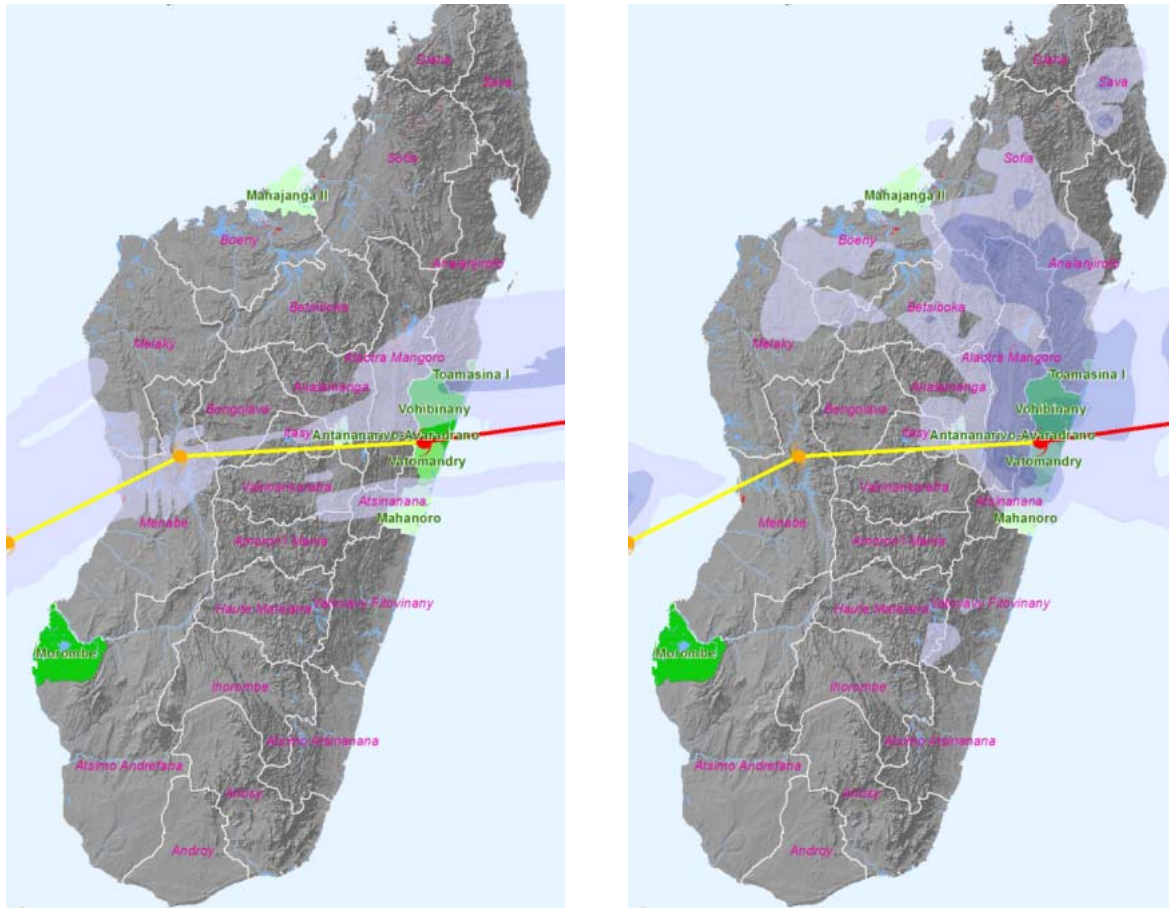 Diana
Sava
Sofia
Mahajanga II
Boeny
Analanjirofo
Betsiboka
Melaky
Alaotra Mangoro
Toamasina I
Analamanga
Bongolava
Vohibinany
Itasy
Antananarivo-Avaradrano
Vatomandry
Vakinankaratra
Atsinanana
Menabe
Mahanoro
Amoron'i Mania
Haute Matsiatra
Vatovavy Fitovinany
Morombe
Ihorombe
Atsimo Atsinanana
Atsimo Andrefana
Anosy
Androy
Diana
Sava
Sofia
Mahajanga II
Boeny
Analanjirofo
Betsiboka
Melaky
Alaotra Mangoro
Toamasina I
Analamanga
Bongolava
Vohibinany
Itasy
Antananarivo-Avaradrano
Vatomandry
Vakinankaratra
Atsinanana
Menabe
Mahanoro
Amoron'i Mania
Haute Matsiatra
Vatovavy Fitovinany
Morombe
Ihorombe
Atsimo Atsinanana
Atsimo Andrefana
Anosy
Androy